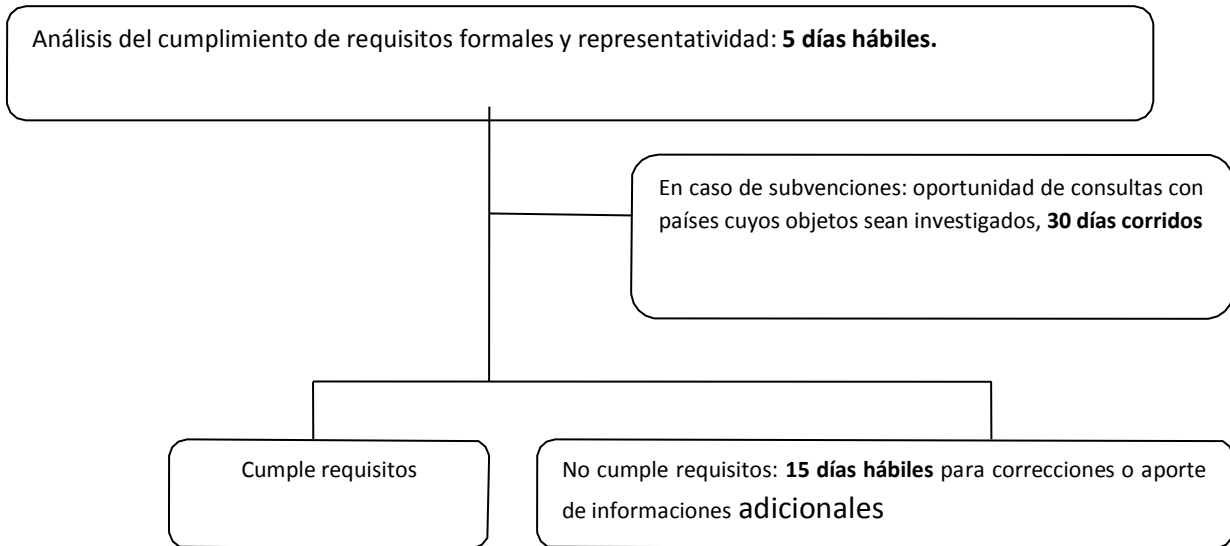 Análisis del cumplimiento de requisitos formales y representatividad: 5 días hábiles.
En caso de subvenciones: oportunidad de consultas con
países cuyos objetos sean investigados, 30 días corridos
Cumple requisitos
No cumple requisitos: 15 días hábiles para correcciones o aporte
de informaciones adicionales